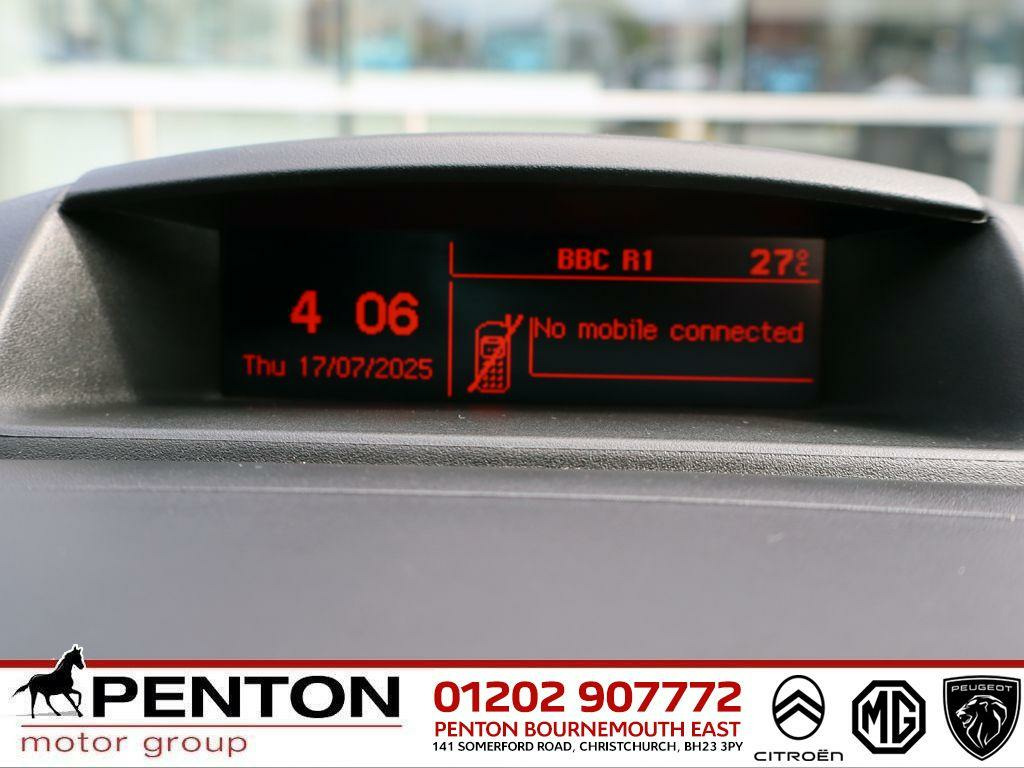 BBC R1 27°C
4 06
No mobile connected
Thu 17/07/2025
PENTON
motor group
01202 907772
PENTON BOURNEMOUTH EAST
141 SOMERFORD ROAD, CHRISTCHURCH, BH23 3PY
CITROËN
MG
PEUGEOT